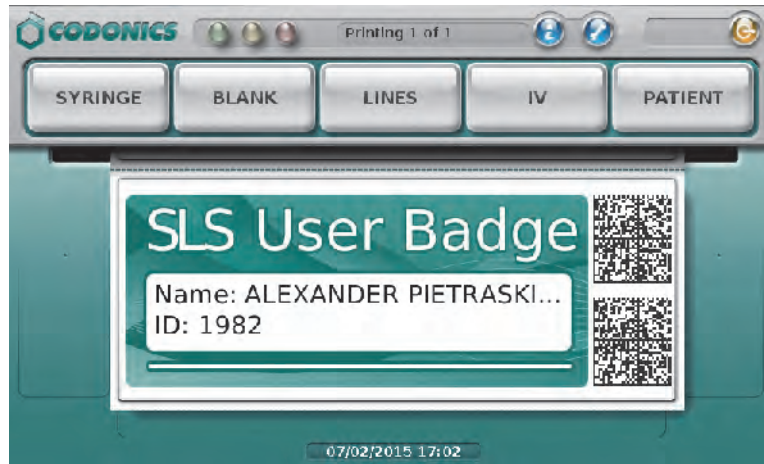 CODONICS
Printing 1 of 1
SYRINGE BLANK LINES IV PATIENT
SLS User Badge
Name: ALEXANDER PIETRASKI...
ID: 1982
07/02/2015 17:02